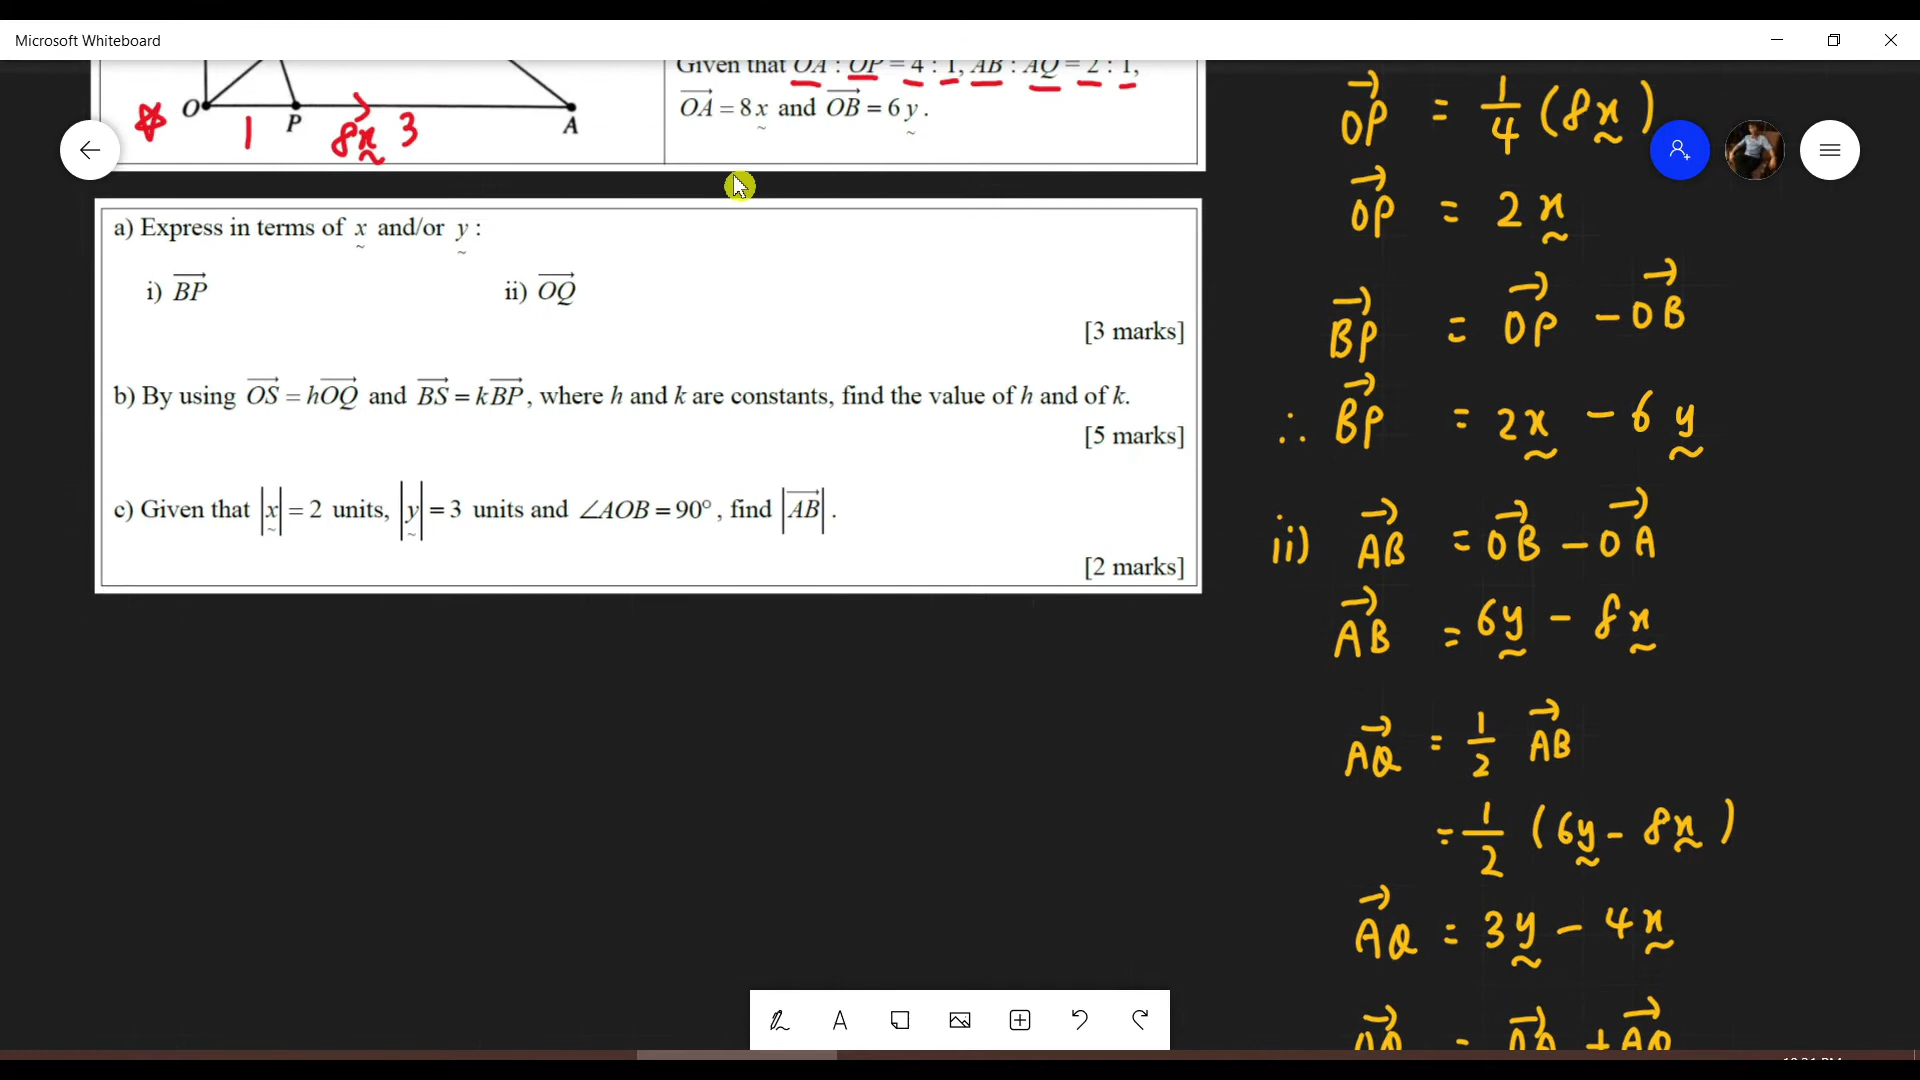 Microsoft Whiteboard
Given that OA : OP = 4 : 1, AB : AQ = 2 : 1,
OA = 8x and OB = 6y .
O
P
A
1
8x 3
a) Express in terms of x and/or y :
i) BP ii) OQ
[3 marks]
b) By using OS = hOQ and BS = kBP, where h and k are constants, find the value of h and of k.
[5 marks]
c) Given that |x| = 2 units, |y| = 3 units and ∠AOB = 90°, find |AB| .
[2 marks]
OP = 1/4 (8x)
OP = 2x
BP = OP - OB
∴ BP = 2x - 6y
ii) AB = OB - OA
AB = 6y - 8x
AQ = 1/2 AB
= 1/2 (6y - 8x)
AQ = 3y - 4x